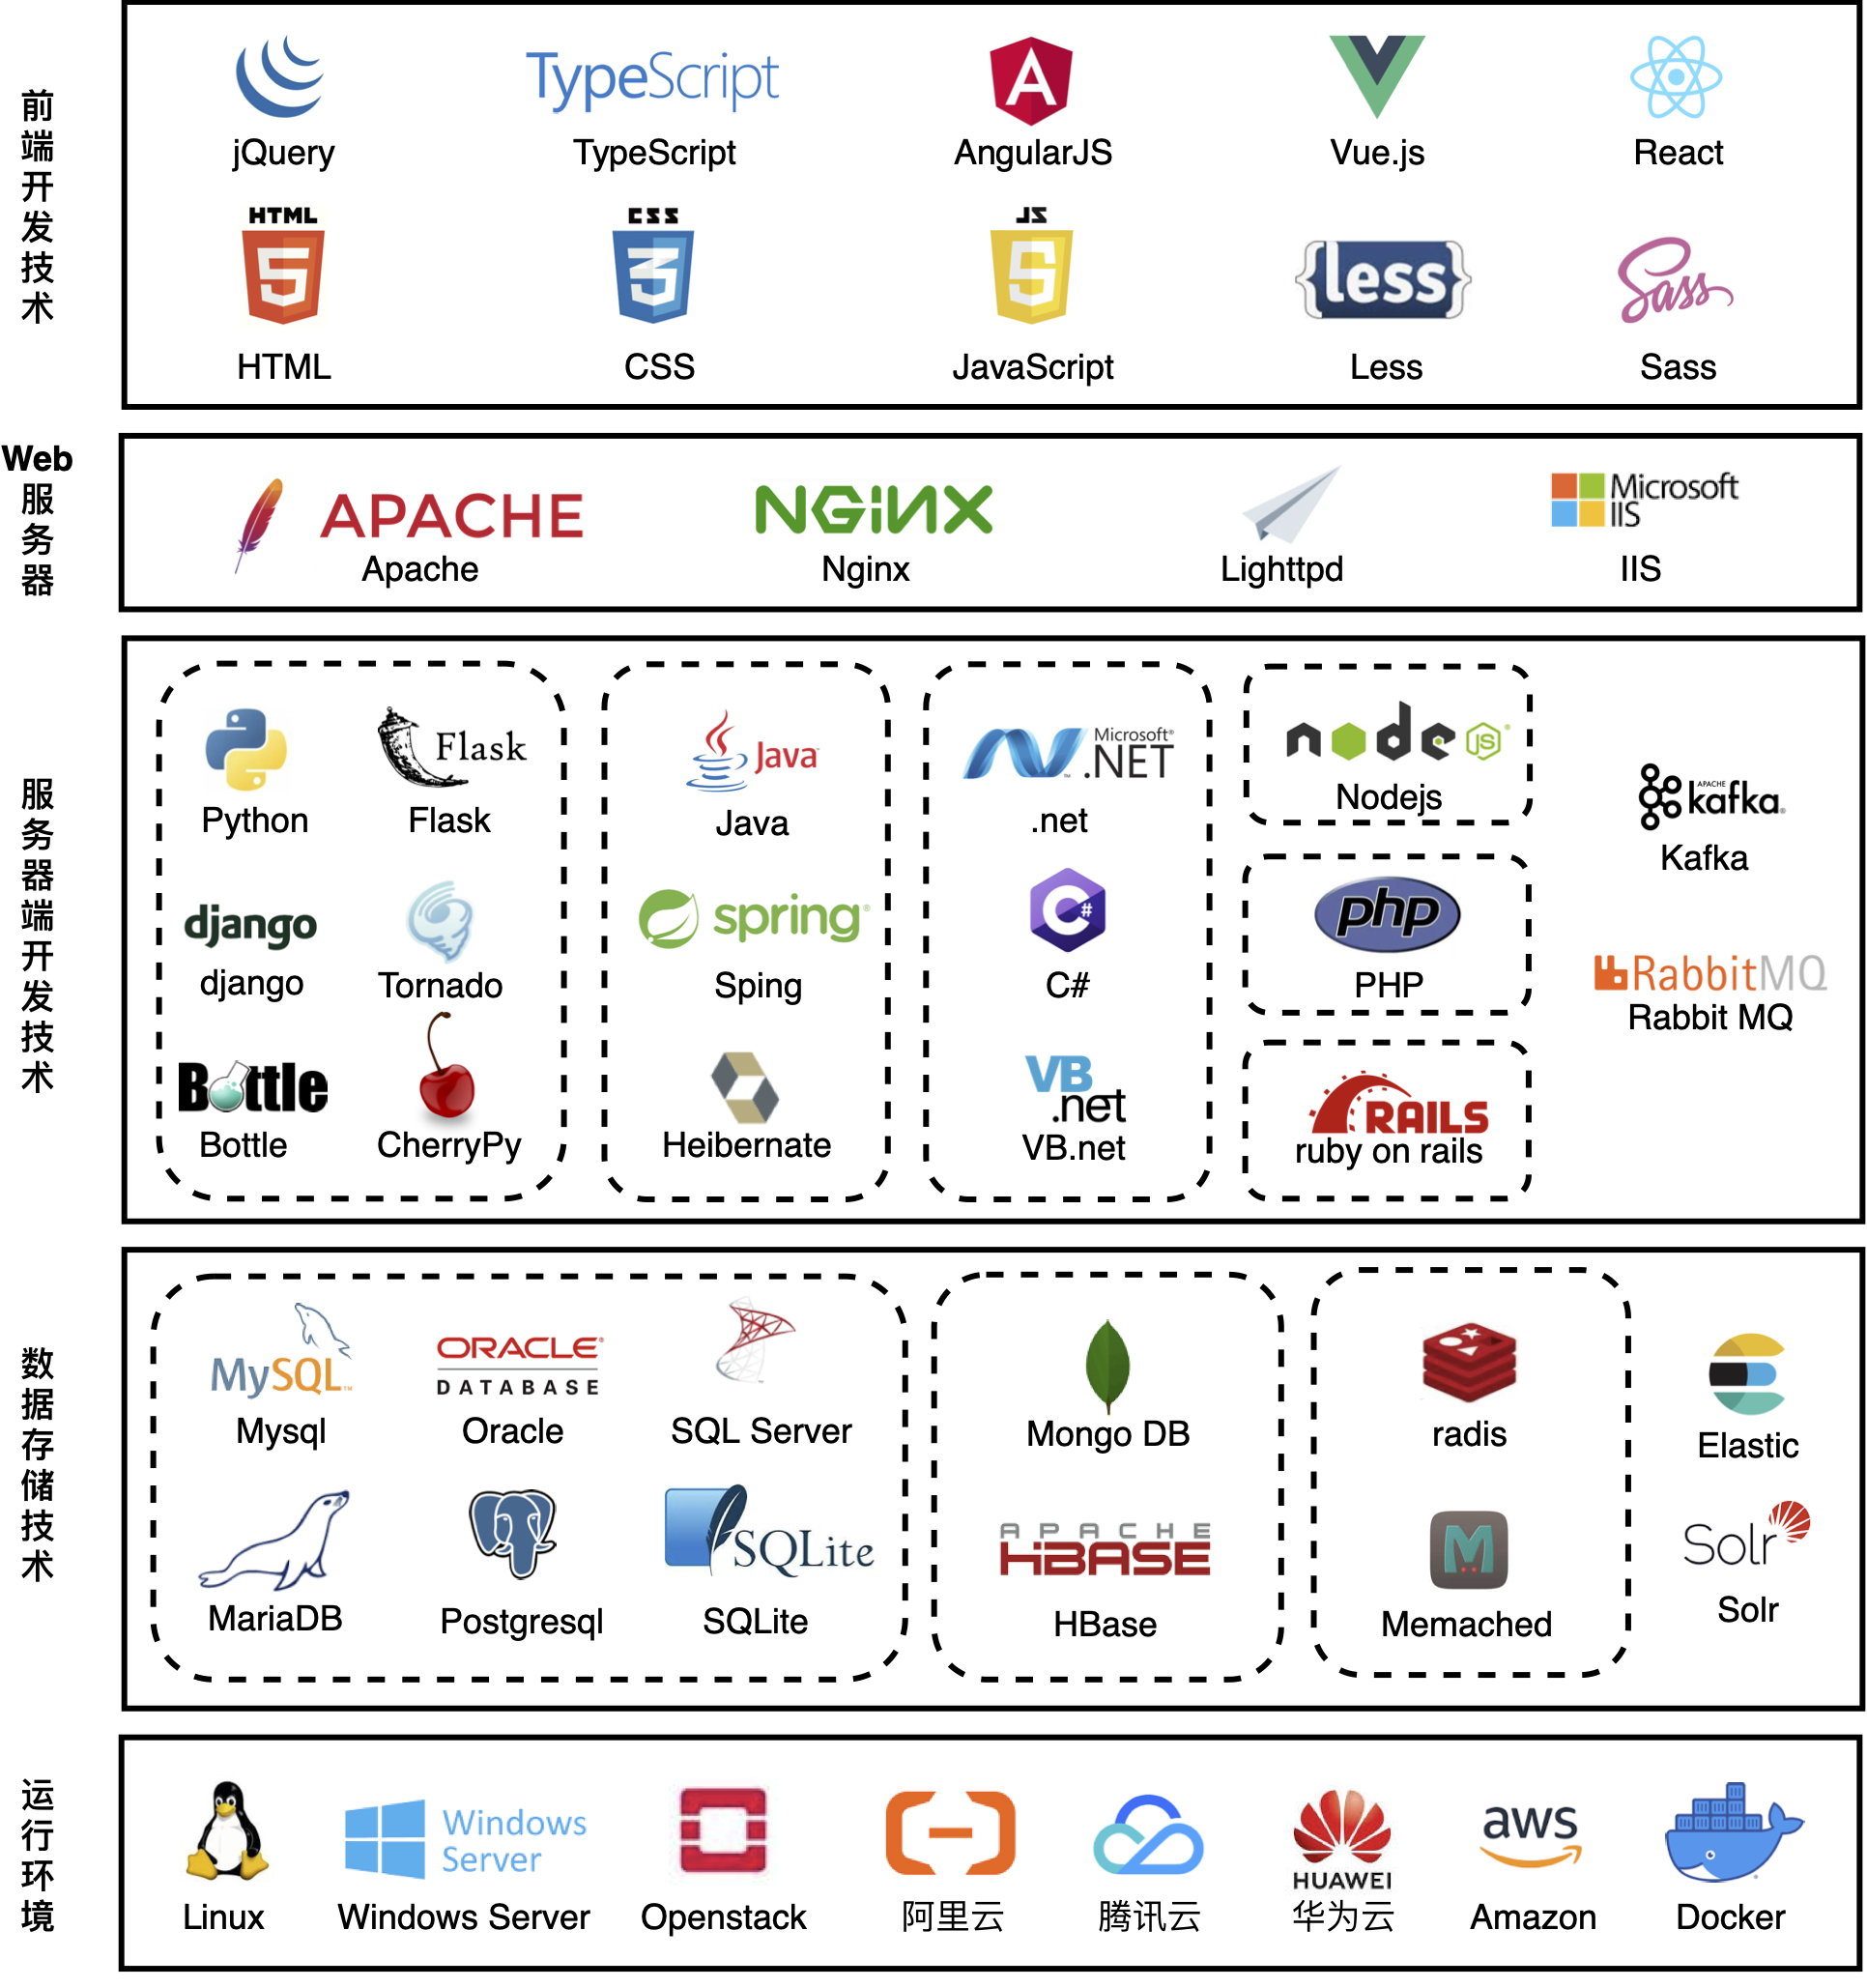 前端开发技术
TypeScript
jQuery
TypeScript
AngularJS
Vue.js
React
HTML
CSS
JS
{less}
Sass
HTML
CSS
JavaScript
Less
Sass
Web服务器
APACHE
NGiNX
Microsoft
IIS
Apache
Nginx
Lighttpd
IIS
服务器端开发技术
Flask
Python
Flask
django
django
Tornado
Bottle
Bottle
CherryPy
Java
Java
spring
Sping
Heibernate
Microsoft
.NET
.net
C#
C#
VB
.net
VB.net
node JS
Nodejs
php
PHP
RAILS
ruby on rails
APACHE
kafka
Kafka
RabbitMQ
Rabbit MQ
数据存储技术
MySQL
ORACLE
DATABASE
Mysql
Oracle
SQL Server
SQLite
MariaDB
Postgresql
SQLite
Mongo DB
APACHE
HBASE
HBase
radis
Memached
Elastic
Solr
Solr
运行环境
Windows
Server
HUAWEI
aws
Linux
Windows Server
Openstack
阿里云
腾讯云
华为云
Amazon
Docker